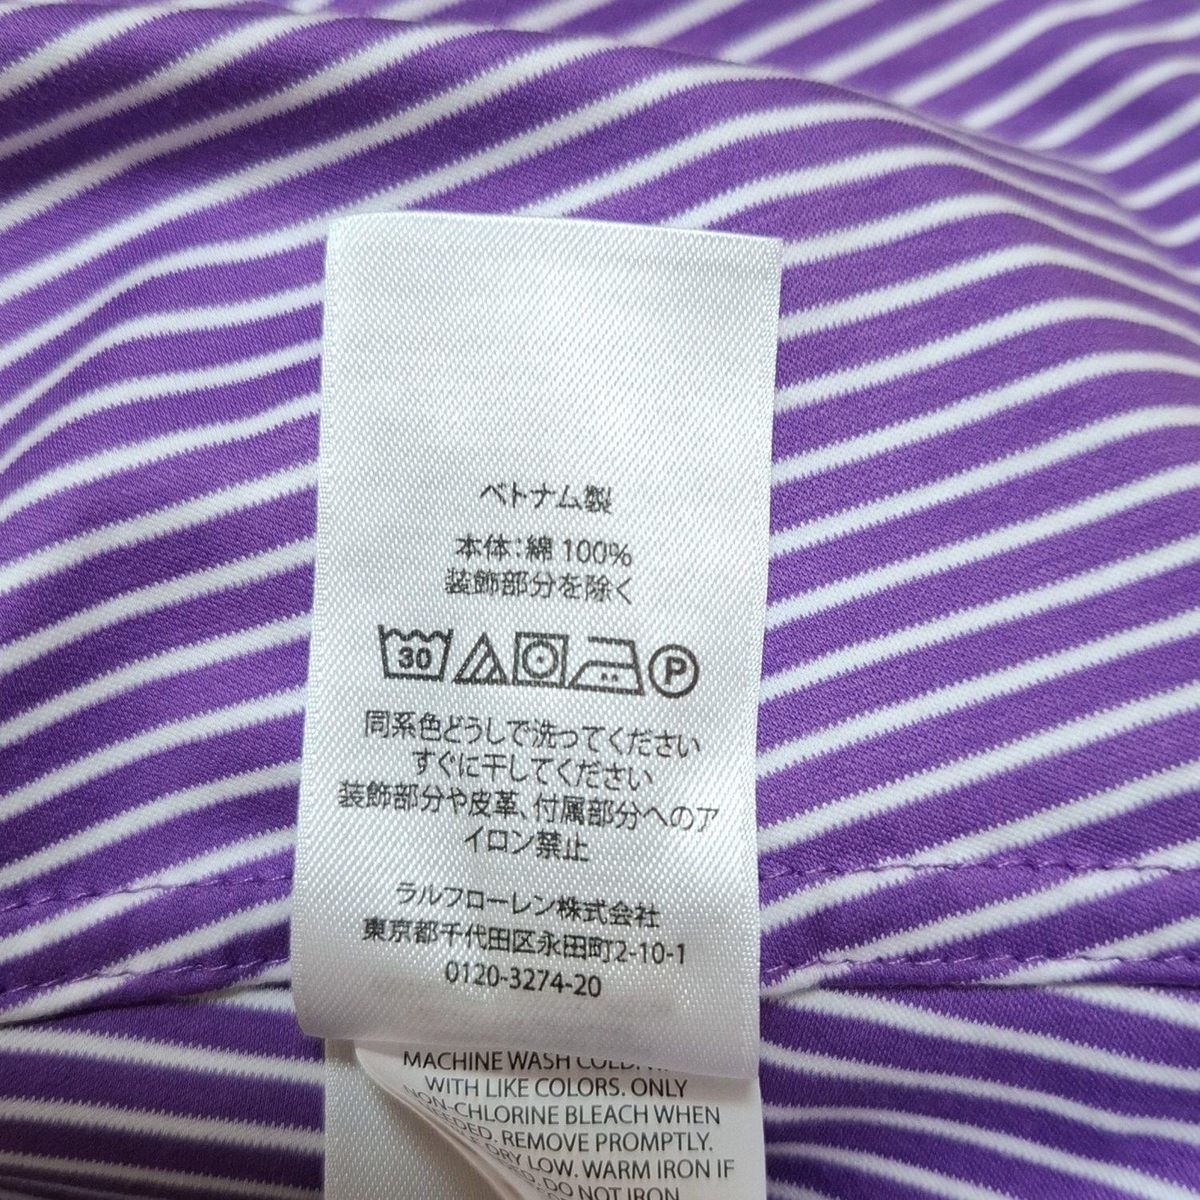 ベトナム製
本体:綿 100%
装飾部分を除く
30 P
同系色どうしで洗ってください
すぐに干してください
装飾部分や皮革、付属部分へのア
イロン禁止
ラルフローレン株式会社
東京都千代田区永田町2-10-1
0120-3274-20
MACHINE WASH COLD.
WITH LIKE COLORS. ONLY
NON-CHLORINE BLEACH WHEN
REMOVE PROMPTLY.
DRY LOW. WARM IRON IF
DO NOT IRON